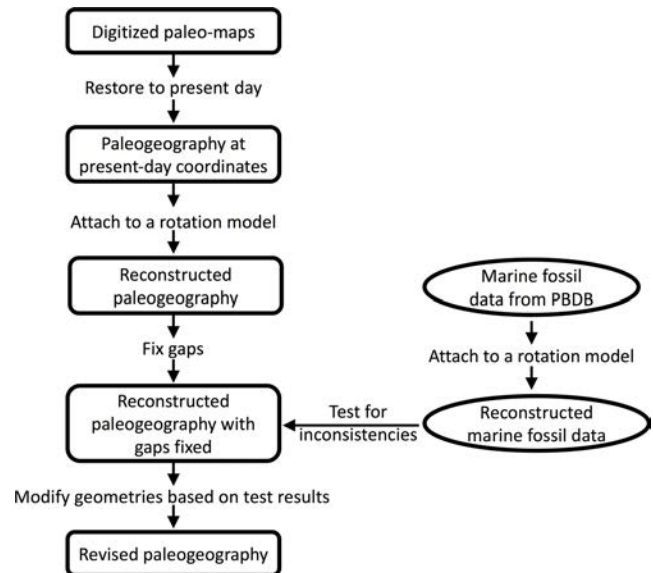 Digitized paleo-maps
Restore to present day
Paleogeography at
present-day coordinates
Attach to a rotation model
Reconstructed
paleogeography
Fix gaps
Reconstructed
paleogeography with
gaps fixed
Modify geometries based on test results
Revised paleogeography
Marine fossil
data from PBDB
Attach to a rotation model
Reconstructed
marine fossil data
Test for
inconsistencies